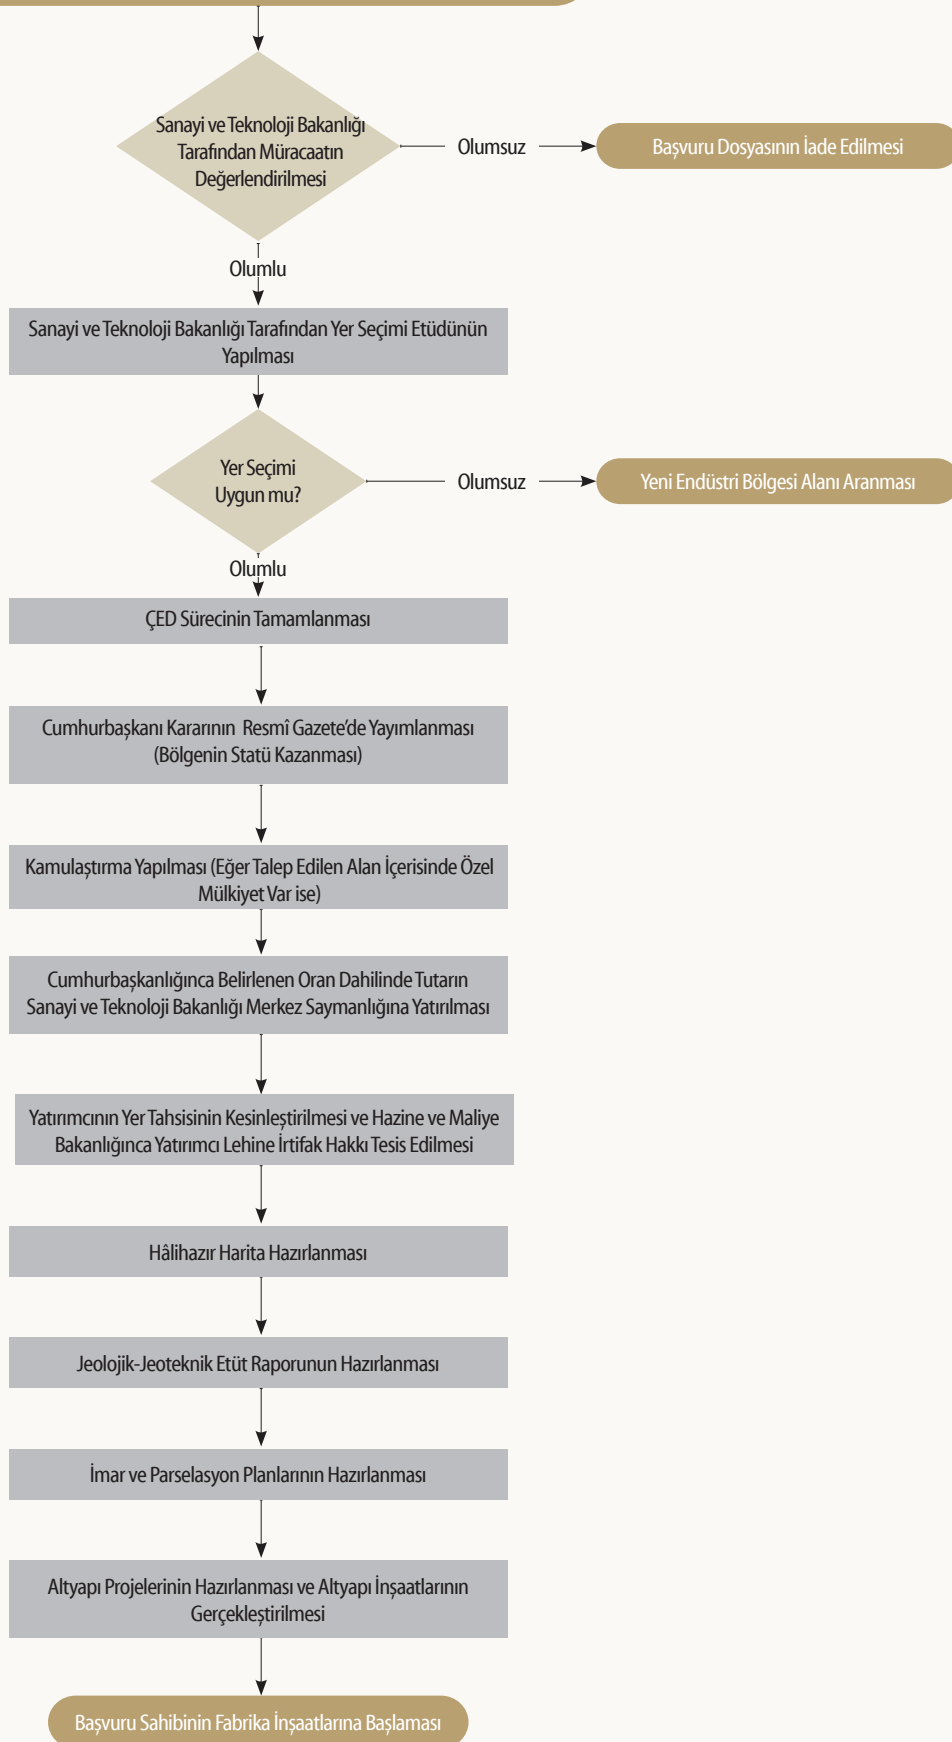 Sanayi ve Teknoloji Bakanlığı
Tarafından Müracaatın
Değerlendirilmesi
Olumsuz
Başvuru Dosyasının İade Edilmesi
Olumlu
Sanayi ve Teknoloji Bakanlığı Tarafından Yer Seçimi Etüdünün
Yapılması
Yer Seçimi
Uygun mu?
Olumsuz
Yeni Endüstri Bölgesi Alanı Aranması
Olumlu
ÇED Sürecinin Tamamlanması
Cumhurbaşkanı Kararının Resmî Gazete’de Yayımlanması
(Bölgenin Statü Kazanması)
Kamulaştırma Yapılması (Eğer Talep Edilen Alan İçerisinde Özel
Mülkiyet Var ise)
Cumhurbaşkanlığınca Belirlenen Oran Dahilinde Tutarın
Sanayi ve Teknoloji Bakanlığı Merkez Saymanlığına Yatırılması
Yatırımcının Yer Tahsisinin Kesinleştirilmesi ve Hazine ve Maliye
Bakanlığınca Yatırımcı Lehine İrtifak Hakkı Tesis Edilmesi
Hâlihazır Harita Hazırlanması
Jeolojik-Jeoteknik Etüt Raporunun Hazırlanması
İmar ve Parselasyon Planlarının Hazırlanması
Altyapı Projelerinin Hazırlanması ve Altyapı İnşaatlarının
Gerçekleştirilmesi
Başvuru Sahibinin Fabrika İnşaatlarına Başlaması